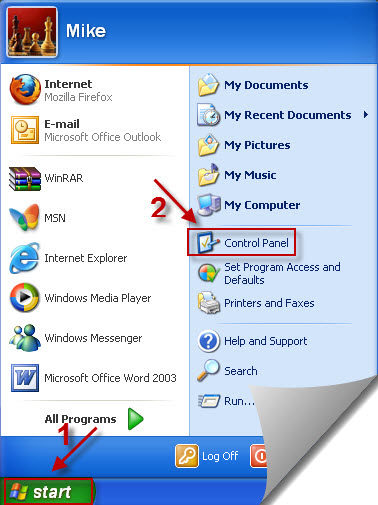 Mike
Internet
Mozilla Firefox
E-mail
Microsoft Office Outlook
WinRAR
MSN
Internet Explorer
Windows Media Player
Windows Messenger
Microsoft Office Word 2003
All Programs
My Documents
My Recent Documents
My Pictures
My Music
My Computer
2
Control Panel
Set Program Access and
Defaults
Printers and Faxes
Help and Support
Search
Run...
1
Log Off
start